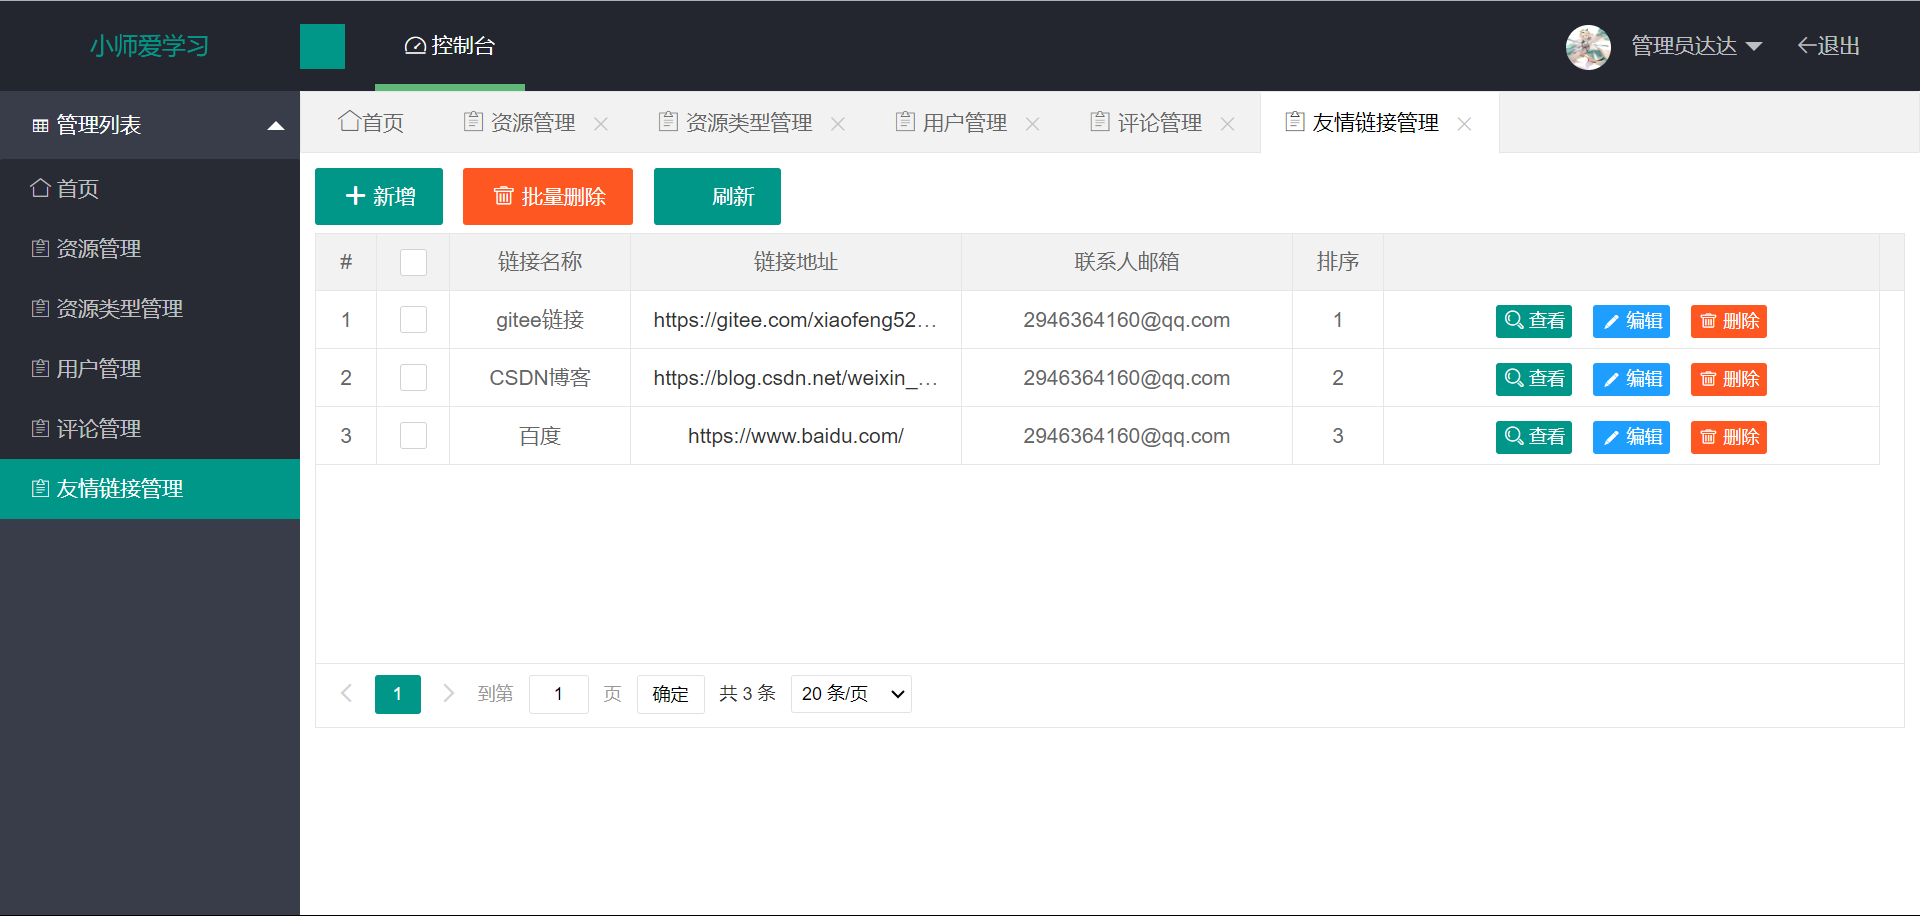 小师爱学习
控制台
管理员达达
退出
管理列表
首页
资源管理
资源类型管理
用户管理
评论管理
友情链接管理
首页 资源管理 资源类型管理 用户管理 评论管理 友情链接管理
新增 批量删除 刷新
# 链接名称 链接地址 联系人邮箱 排序
1 gitee链接 https://gitee.com/xiaofeng52... 2946364160@qq.com 1 查看 编辑 删除
2 CSDN博客 https://blog.csdn.net/weixin_... 2946364160@qq.com 2 查看 编辑 删除
3 百度 https://www.baidu.com/ 2946364160@qq.com 3 查看 编辑 删除
1 到第 1 页 确定 共 3 条 20 条/页